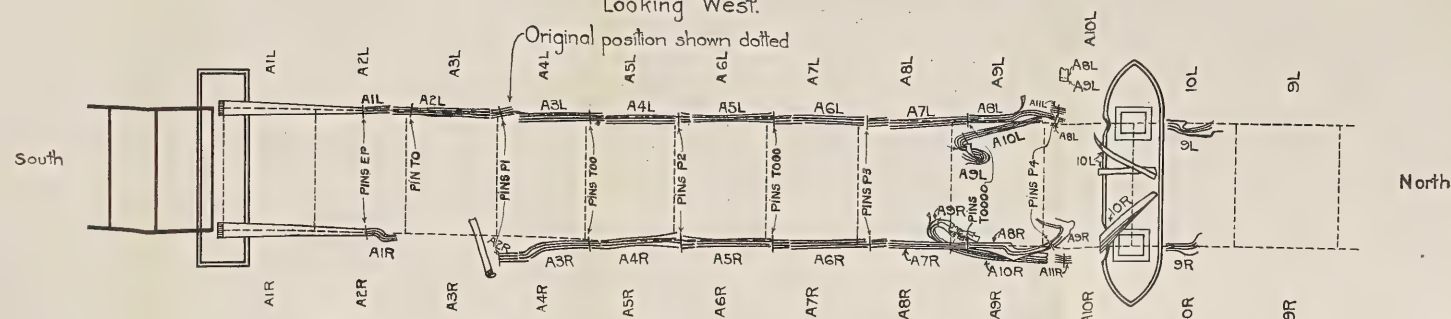 Looking West.
Original position shown dotted
A1L A2L A3L A4L A5L A6L A7L A8L A9L A10L 10L 9L
A8L
A9L
A1L A2L A3L A4L A5L A6L A7L A8L A11L
A10L A8L 9L
A9L 10L
South PINS EP PIN TO PINS P1 PINS TOO PINS P2 PINS TOOO PINS P3 PINS TOOOO PINS P4 North
10R
A9R
A2R A8R A9R
A1R A3R A4R A5R A6R A7R A10R A11R 9R
A1R A2R A3R A4R A5R A6R A7R A8R A9R A10R 9R